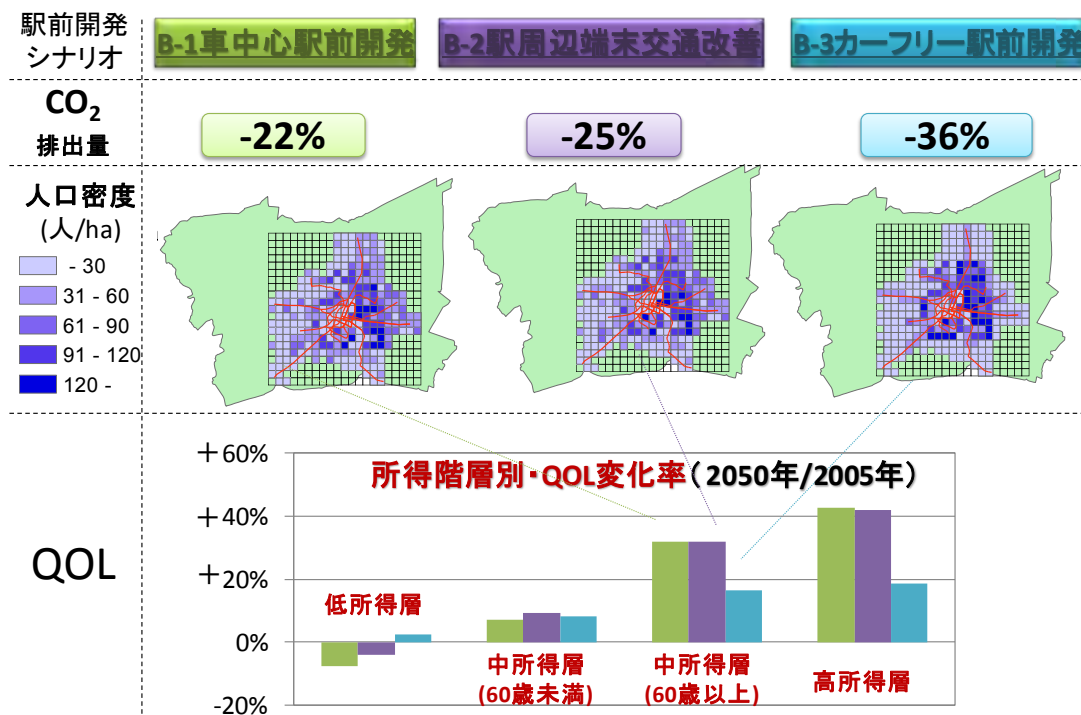 駅前開発
シナリオ
B-1車中心駅前開発
B-2駅周辺端末交通改善
B-3カーフリー駅前開発
CO₂
排出量
-22%
-25%
-36%
人口密度
(人/ha)
- 30
31 - 60
61 - 90
91 - 120
120 -
QOL
所得階層別・QOL変化率(2050年/2005年)
+60%
+40%
+20%
0%
-20%
低所得層
中所得層
(60歳未満)
中所得層
(60歳以上)
高所得層